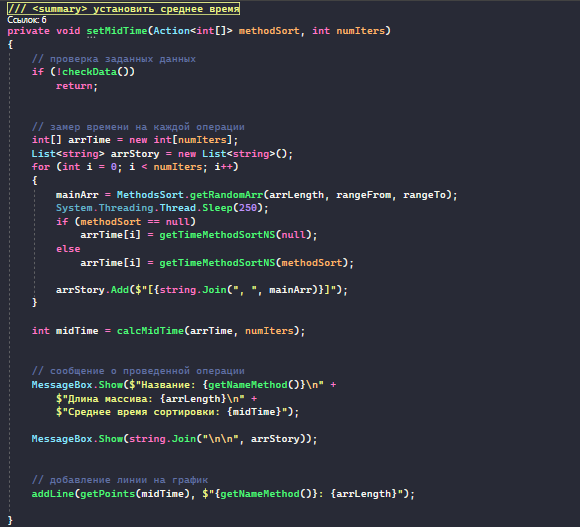 /// <summary> установить среднее время
Ссылок: 6
private void setMidTime(Action<int[]> methodSort, int numIters)
{
// проверка заданных данных
if (!checkData())
return;
// замер времени на каждой операции
int[] arrTime = new int[numIters];
List<string> arrStory = new List<string>();
for (int i = 0; i < numIters; i++)
{
mainArr = MethodsSort.getRandomArr(arrLength, rangeFrom, rangeTo);
System.Threading.Thread.Sleep(250);
if (methodSort == null)
arrTime[i] = getTimeMethodSortNS(null);
else
arrTime[i] = getTimeMethodSortNS(methodSort);
arrStory.Add($"[{string.Join(", ", mainArr)}]");
}
int midTime = calcMidTime(arrTime, numIters);
// сообщение о проведенной операции
MessageBox.Show($"Название: {getNameMethod()}\n" +
$"Длина массива: {arrLength}\n" +
$"Среднее время сортировки: {midTime}");
MessageBox.Show(string.Join("\n\n", arrStory));
// добавление линии на график
addLine(getPoints(midTime), $"{getNameMethod()}: {arrLength}");
}